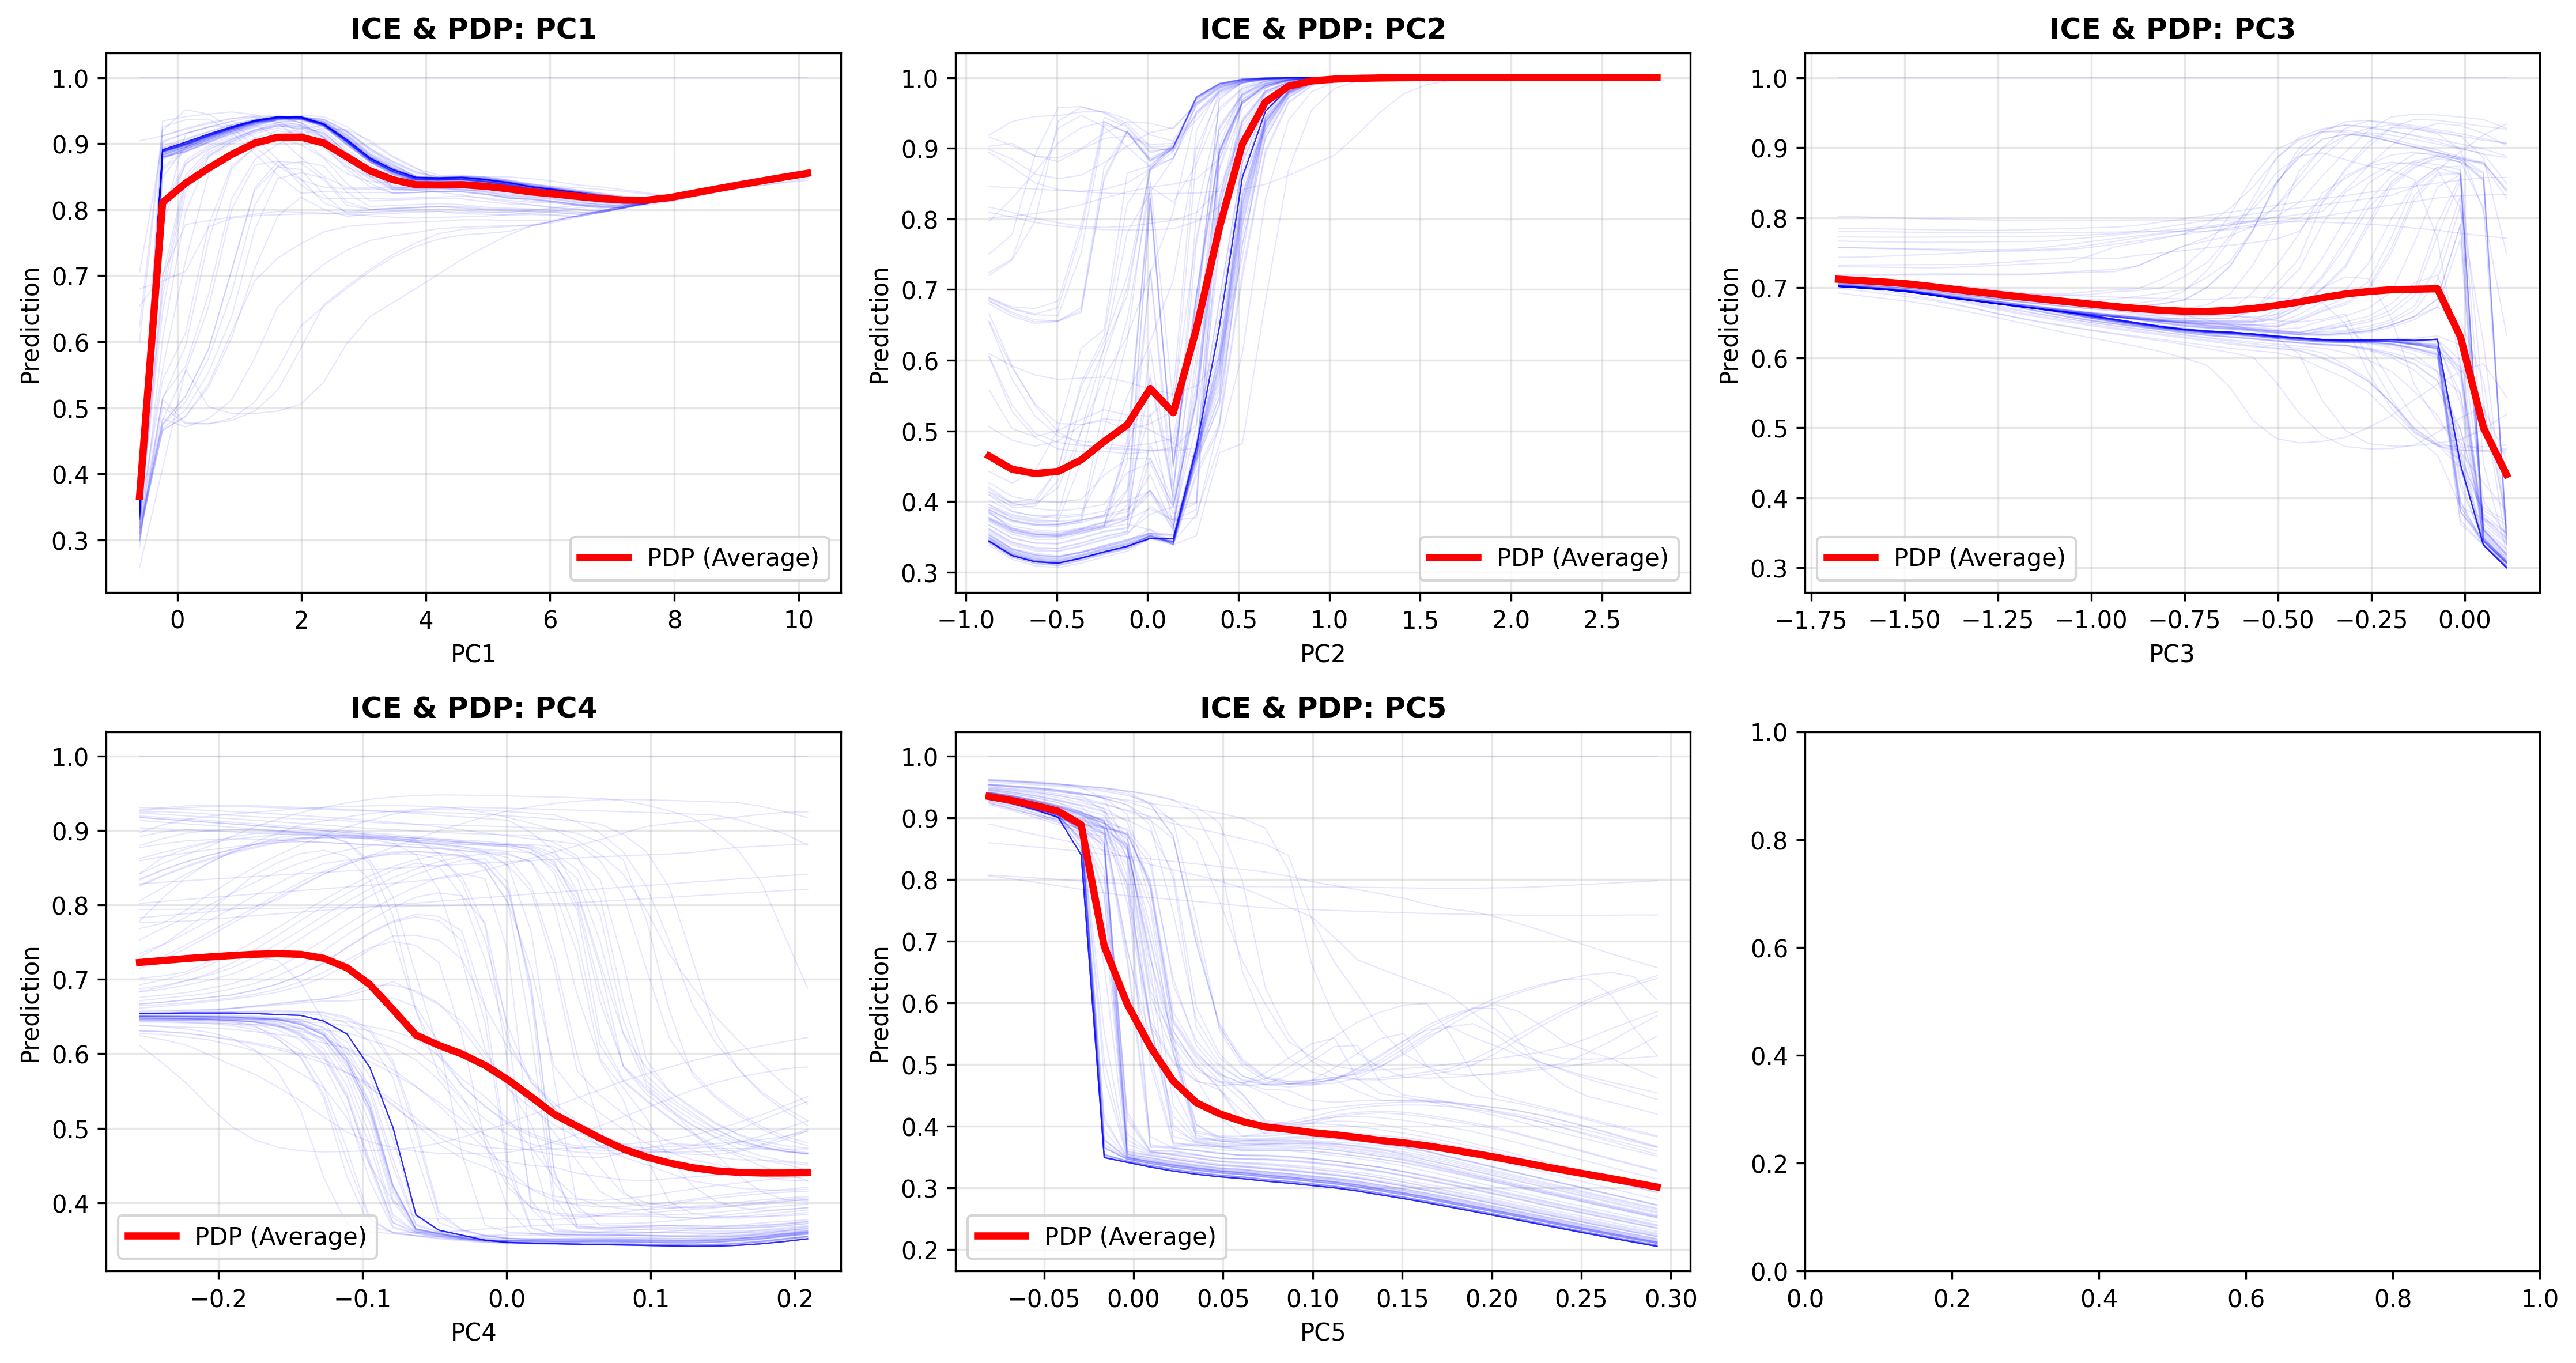 ICE & PDP: PC1
1.0
0.9
0.8
0.7
0.6
0.5
0.4
0.3
Prediction
PDP (Average)
0 2 4 6 8 10
PC1
ICE & PDP: PC2
1.0
0.9
0.8
0.7
0.6
0.5
0.4
0.3
Prediction
PDP (Average)
−1.0 −0.5 0.0 0.5 1.0 1.5 2.0 2.5
PC2
ICE & PDP: PC3
1.0
0.9
0.8
0.7
0.6
0.5
0.4
0.3
Prediction
PDP (Average)
−1.75 −1.50 −1.25 −1.00 −0.75 −0.50 −0.25 0.00
PC3
ICE & PDP: PC4
1.0
0.9
0.8
0.7
0.6
0.5
0.4
Prediction
PDP (Average)
−0.2 −0.1 0.0 0.1 0.2
PC4
ICE & PDP: PC5
1.0
0.9
0.8
0.7
0.6
0.5
0.4
0.3
0.2
Prediction
PDP (Average)
−0.05 0.00 0.05 0.10 0.15 0.20 0.25 0.30
PC5
1.0
0.8
0.6
0.4
0.2
0.0
0.0 0.2 0.4 0.6 0.8 1.0